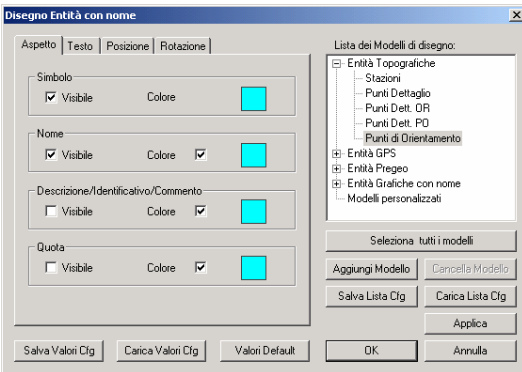 Disegno Entità con nome
Aspetto Testo Posizione Rotazione
Simbolo
Visibile Colore
Nome
Visibile Colore
Descrizione/Identificativo/Commento
Visibile Colore
Quota
Visibile Colore
Salva Valori Cfg Carica Valori Cfg Valori Default
Lista dei Modelli di disegno:
Entità Topografiche
Stazioni
Punti Dettaglio
Punti Dett. OR
Punti Dett. PO
Punti di Orientamento
Entità GPS
Entità Pregeo
Entità Grafiche con nome
Modelli personalizzati
Seleziona tutti i modelli
Aggiungi Modello Cancella Modello
Salva Lista Cfg Carica Lista Cfg
Applica
OK Annulla